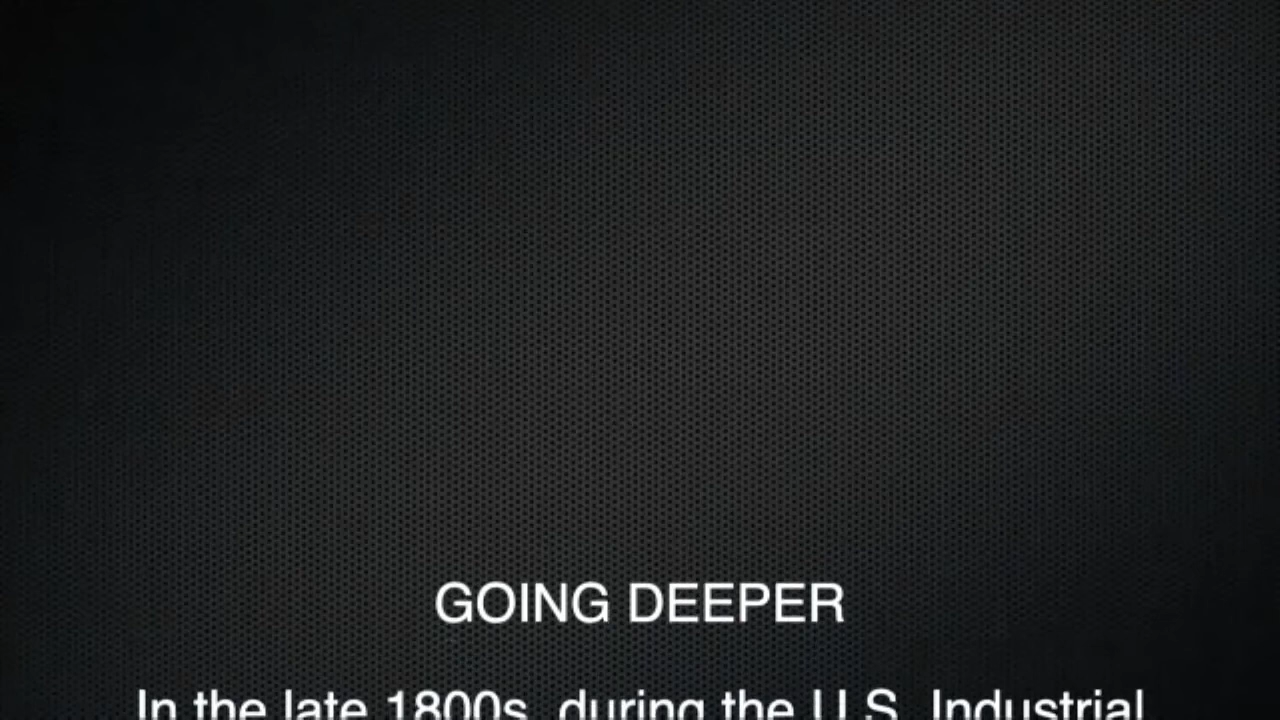 GOING DEEPER
In the late 1800s, during the U.S. Industrial